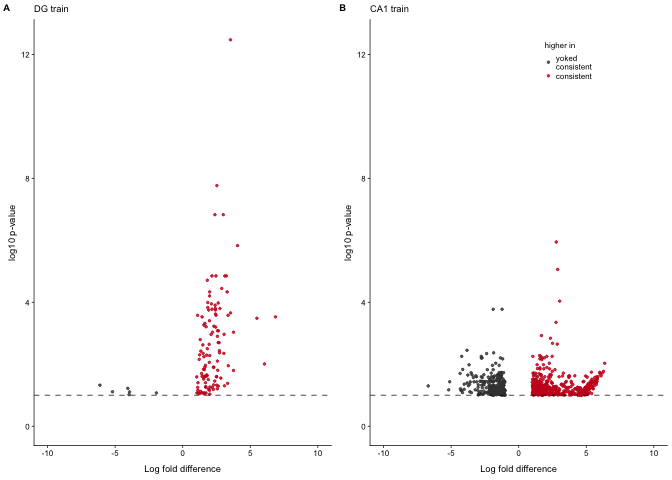 A
DG train
log10 p-value
12
8
4
0
-10
-5
0
5
10
Log fold difference
B
CA1 train
higher in
yoked
consistent
consistent
log10 p-value
12
8
4
0
-10
-5
0
5
10
Log fold difference